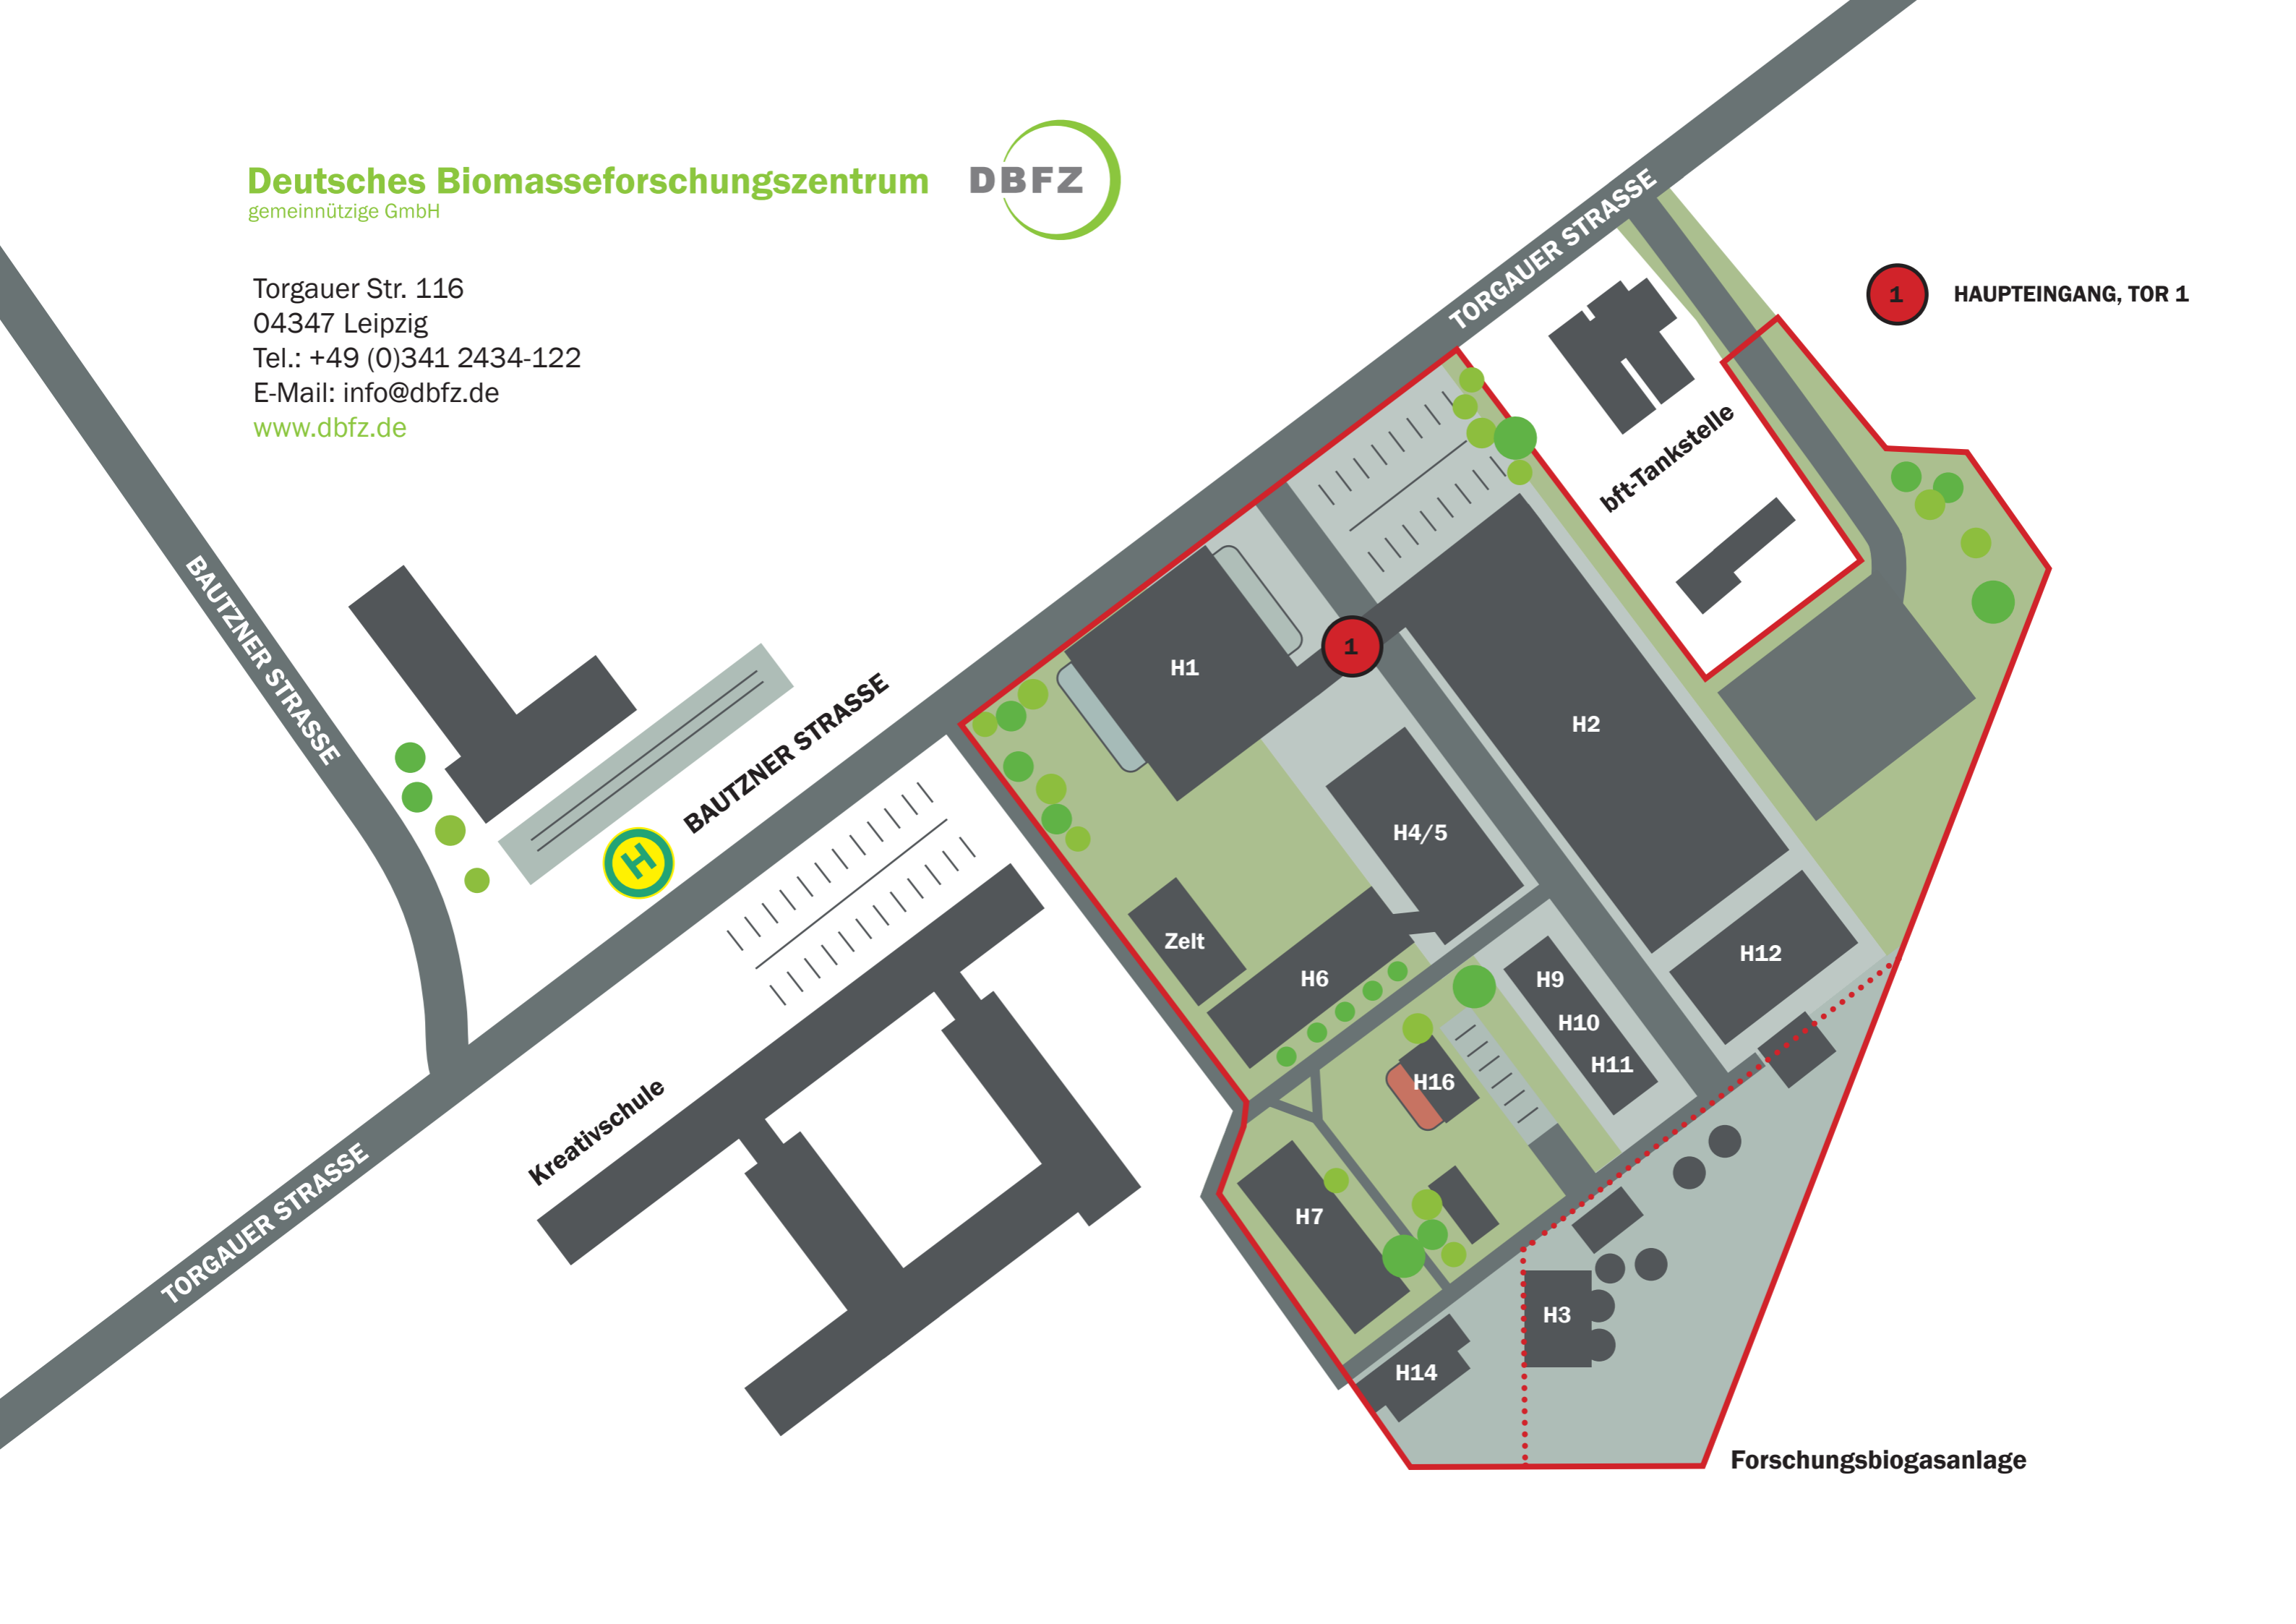 Deutsches Biomasseforschungszentrum
gemeinnützige GmbH
DBFZ
Torgauer Str. 116
04347 Leipzig
Tel.: +49 (0)341 2434-122
E-Mail: info@dbfz.de
www.dbfz.de
TORGAUER STRASSE
1
HAUPTEINGANG, TOR 1
bft-Tankstelle
BAUTZNER STRASSE
BAUTZNER STRASSE
H
1
H1
H2
H4/5
Zelt
H6
H12
H9
H10
H11
H16
Kreativschule
TORGAUER STRASSE
H7
H3
H14
Forschungsbiogasanlage